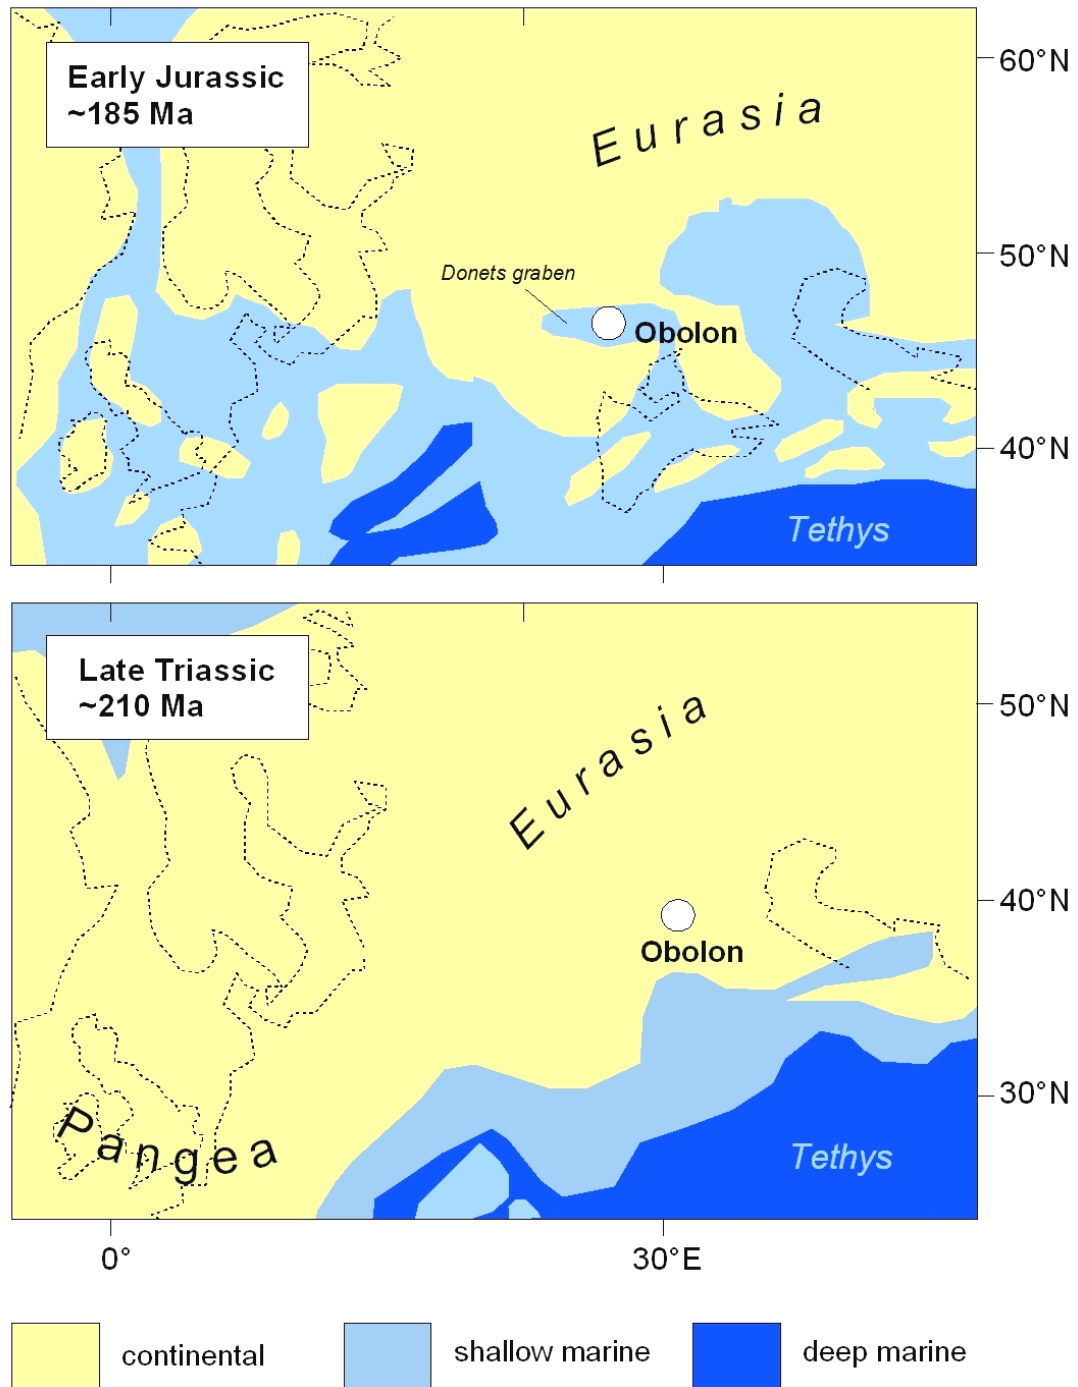 Early Jurassic
~185 Ma
Eurasia
60°N
50°N
40°N
Donets graben
Obolon
Tethys
Late Triassic
~210 Ma
Eurasia
50°N
40°N
30°N
Obolon
Pangea
Tethys
0°
30°E
continental
shallow marine
deep marine